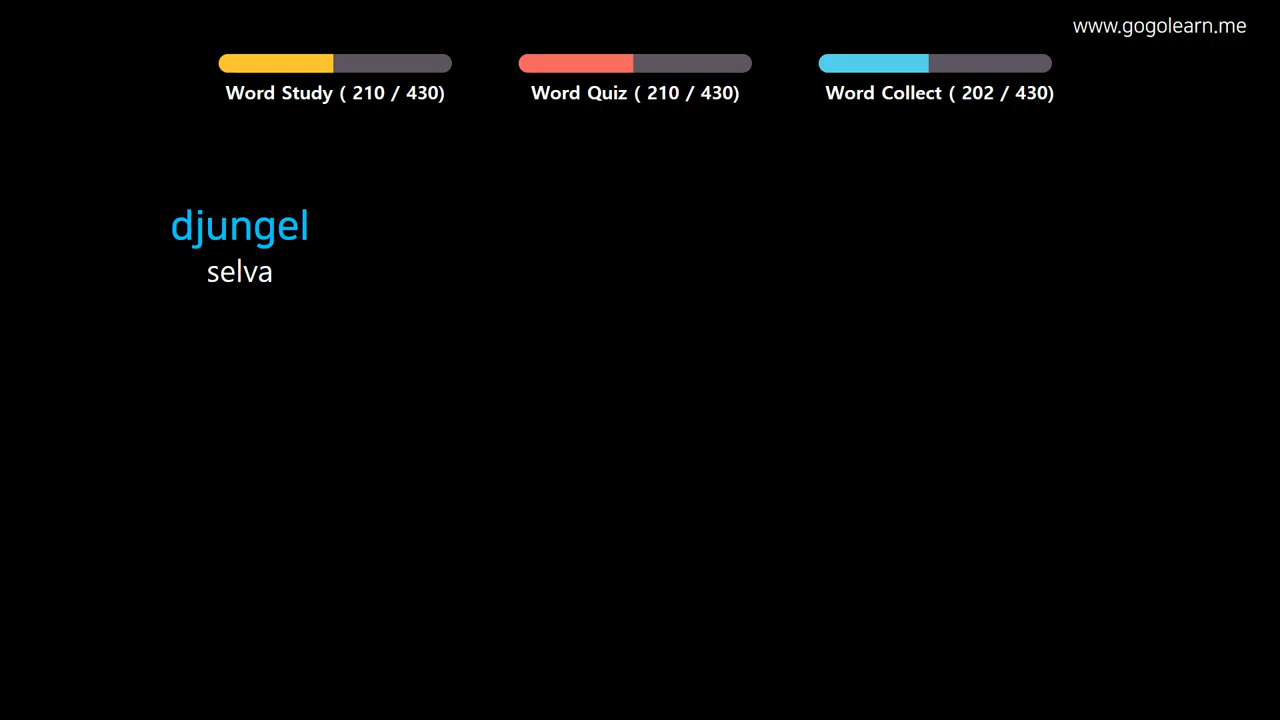 www.gogolearn.me
Word Study ( 210 / 430)
Word Quiz ( 210 / 430)
Word Collect ( 202 / 430)
djungel
selva